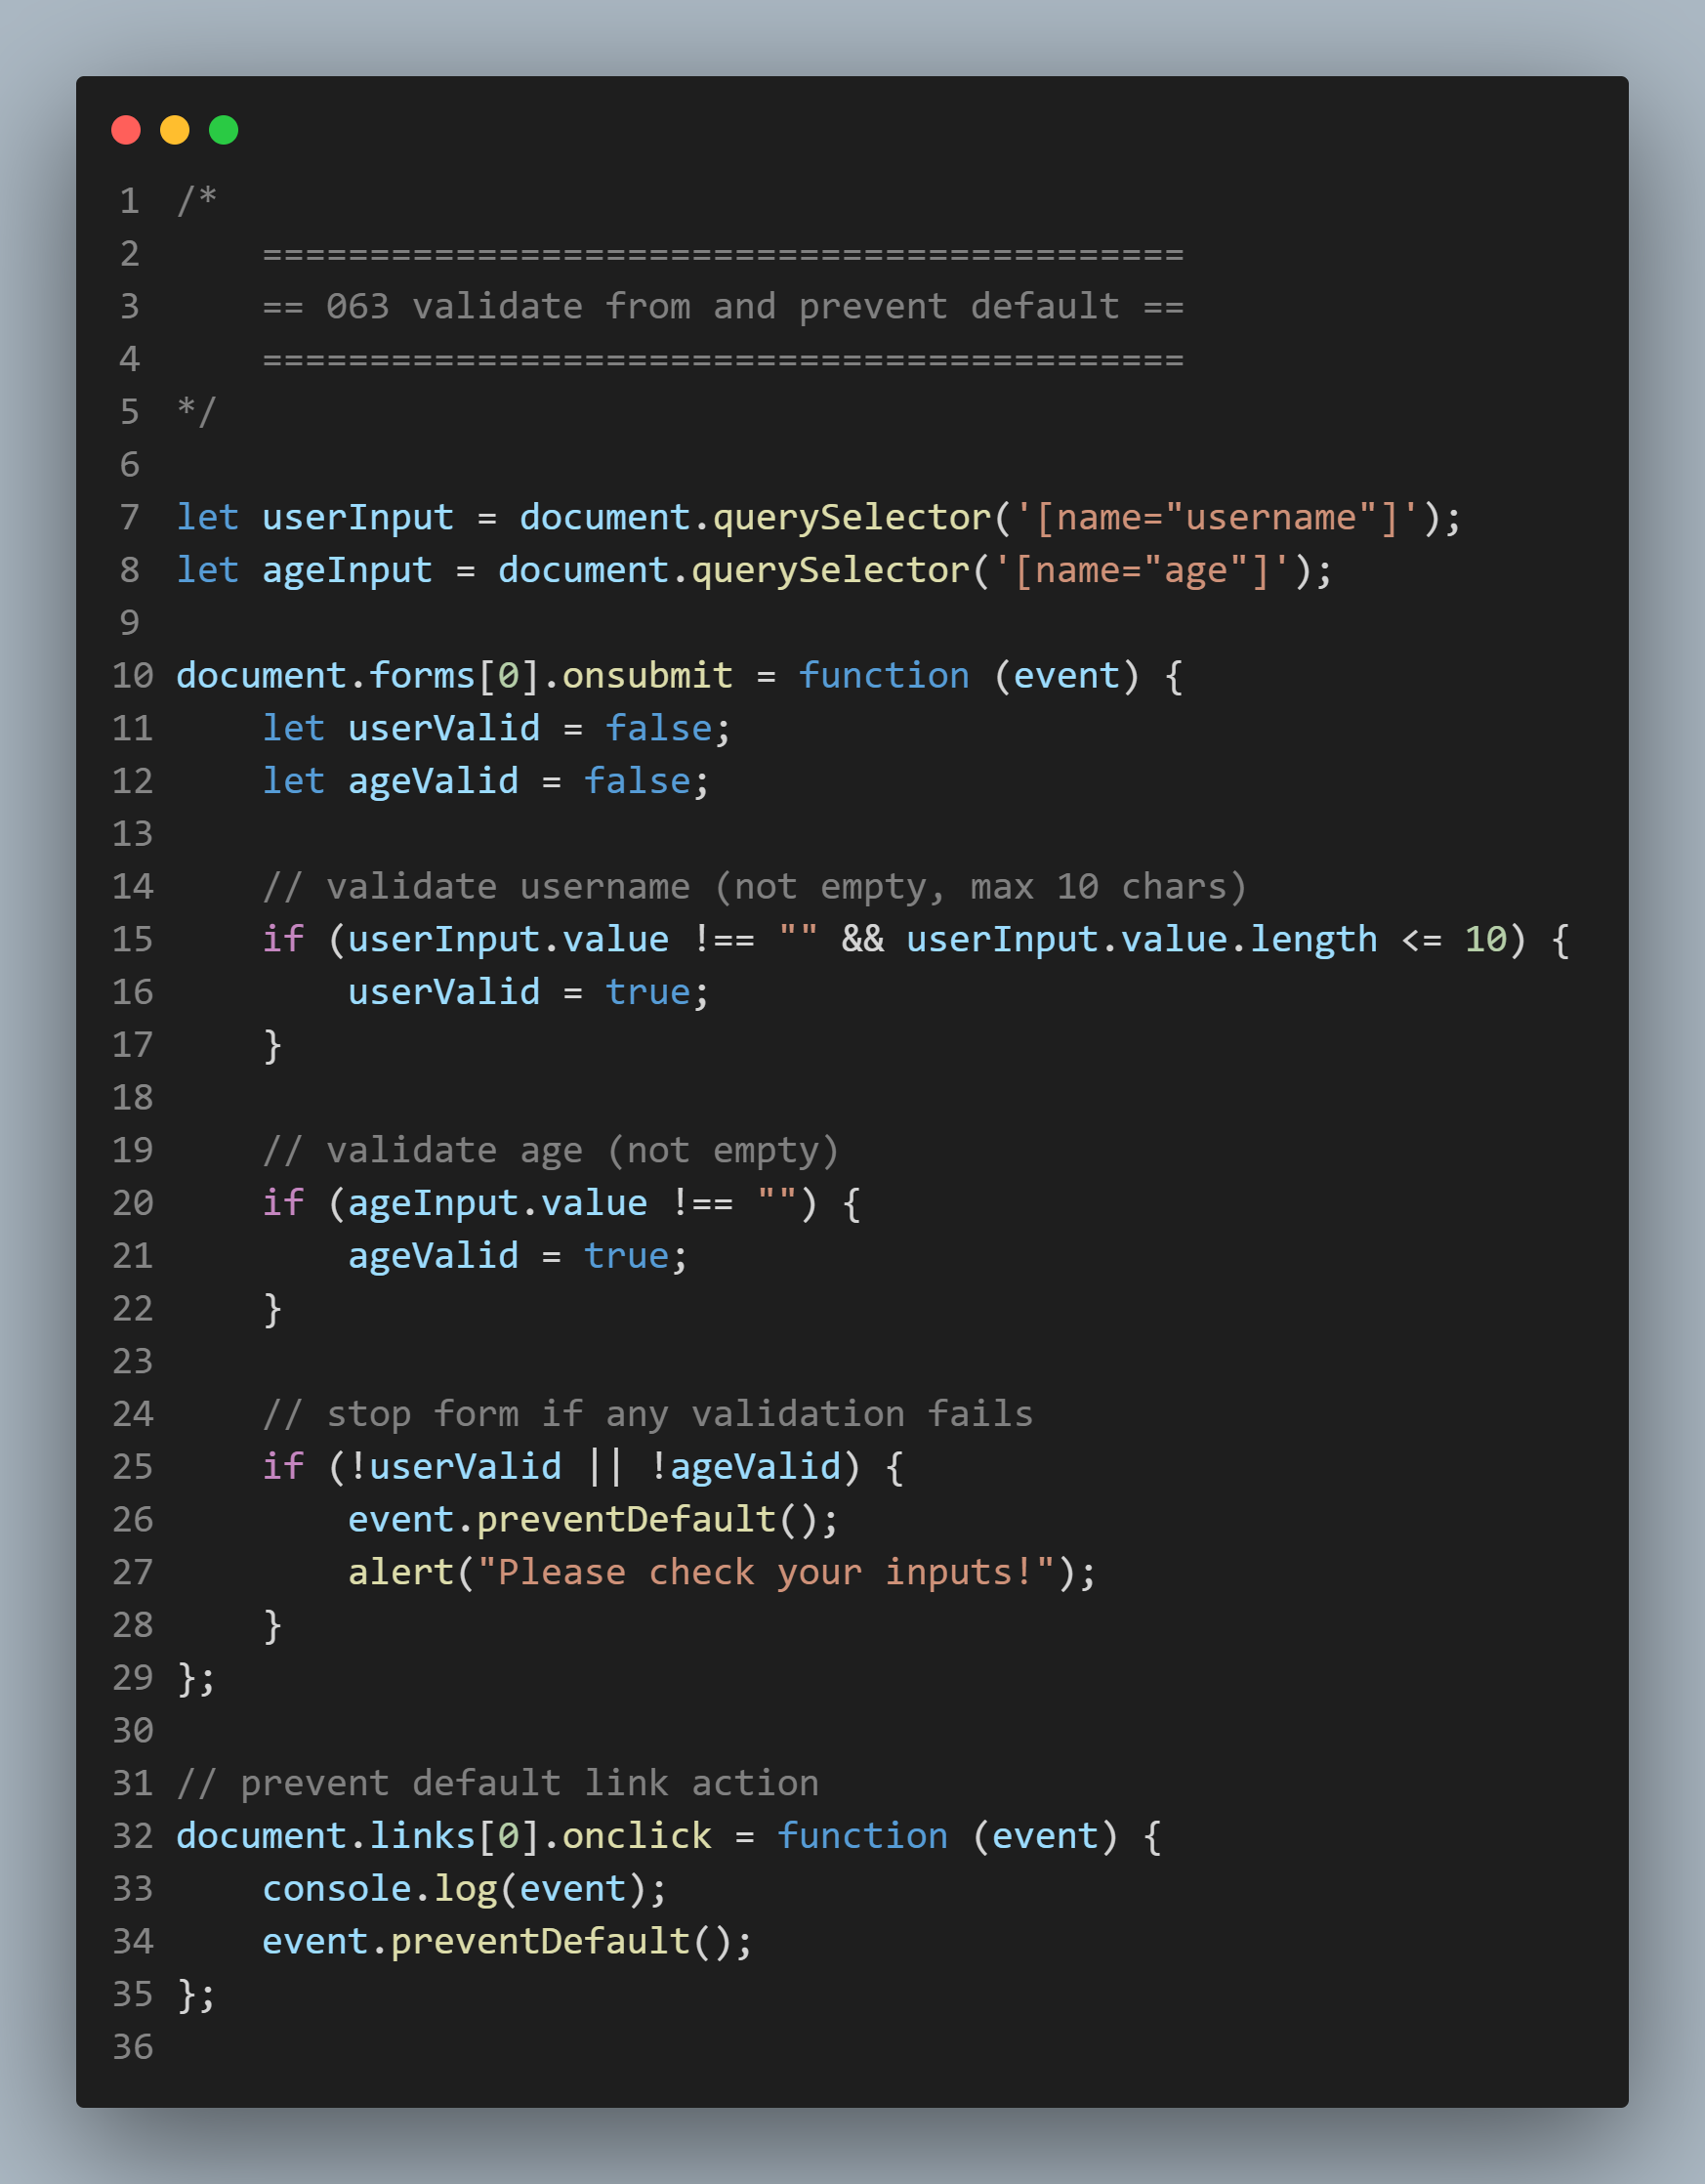 1 /*
2     ===========================================
3     == 063 validate from and prevent default ==
4     ===========================================
5 */
6
7 let userInput = document.querySelector('[name="username"]');
8 let ageInput = document.querySelector('[name="age"]');
9
10 document.forms[0].onsubmit = function (event) {
11     let userValid = false;
12     let ageValid = false;
13
14     // validate username (not empty, max 10 chars)
15     if (userInput.value !== "" && userInput.value.length <= 10) {
16         userValid = true;
17     }
18
19     // validate age (not empty)
20     if (ageInput.value !== "") {
21         ageValid = true;
22     }
23
24     // stop form if any validation fails
25     if (!userValid || !ageValid) {
26         event.preventDefault();
27         alert("Please check your inputs!");
28     }
29 };
30
31 // prevent default link action
32 document.links[0].onclick = function (event) {
33     console.log(event);
34     event.preventDefault();
35 };
36